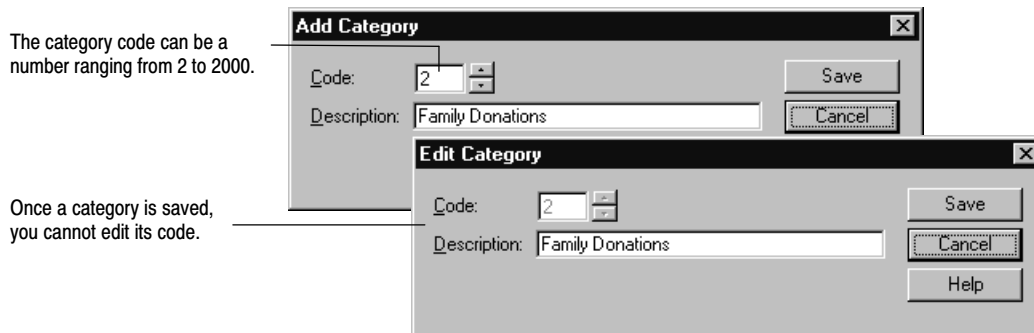 The category code can be a
number ranging from 2 to 2000.
Add Category
Code: 2 Save
Description: Family Donations Cancel
Edit Category
Once a category is saved,
you cannot edit its code.
Code: 2 Save
Description: Family Donations Cancel
Help